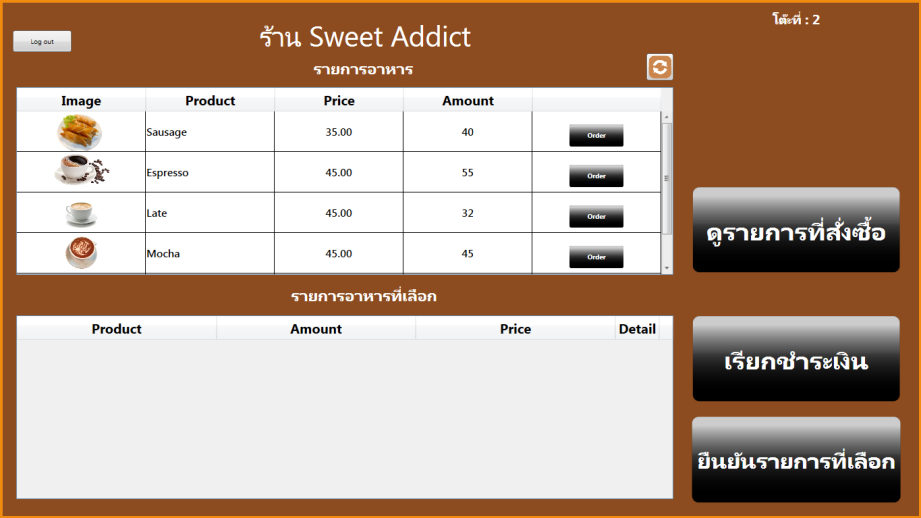 โต๊ะที่ : 2
Log out
ร้าน Sweet Addict
รายการอาหาร
Image Product Price Amount
Sausage 35.00 40 Order
Espresso 45.00 55 Order
Late 45.00 32 Order
Mocha 45.00 45 Order
ดูรายการที่สั่งซื้อ
รายการอาหารที่เลือก
Product Amount Price Detail
เรียกชำระเงิน
ยืนยันรายการที่เลือก